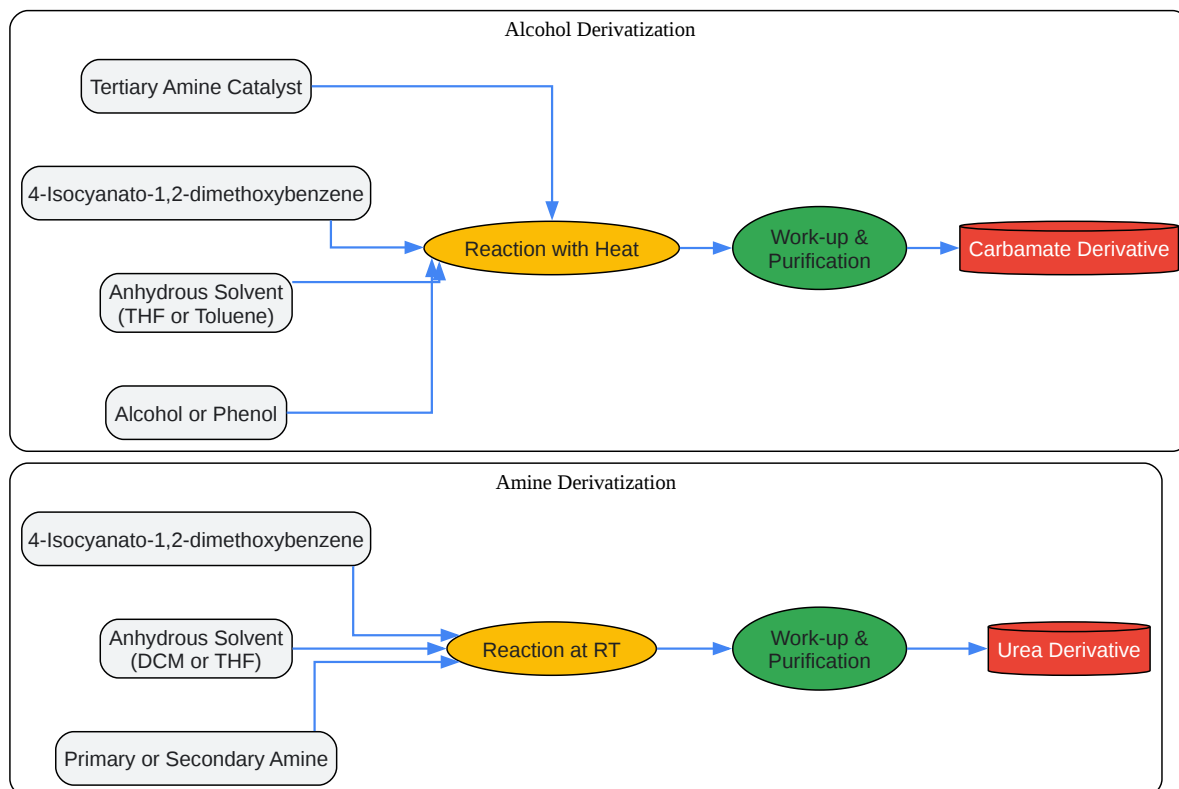 Alcohol Derivatization
Tertiary Amine Catalyst
4-Isocyanato-1,2-dimethoxybenzene
Reaction with Heat
Work-up &
Purification
Carbamate Derivative
Anhydrous Solvent
(THF or Toluene)
Alcohol or Phenol
Amine Derivatization
4-Isocyanato-1,2-dimethoxybenzene
Anhydrous Solvent
(DCM or THF)
Reaction at RT
Work-up &
Purification
Urea Derivative
Primary or Secondary Amine